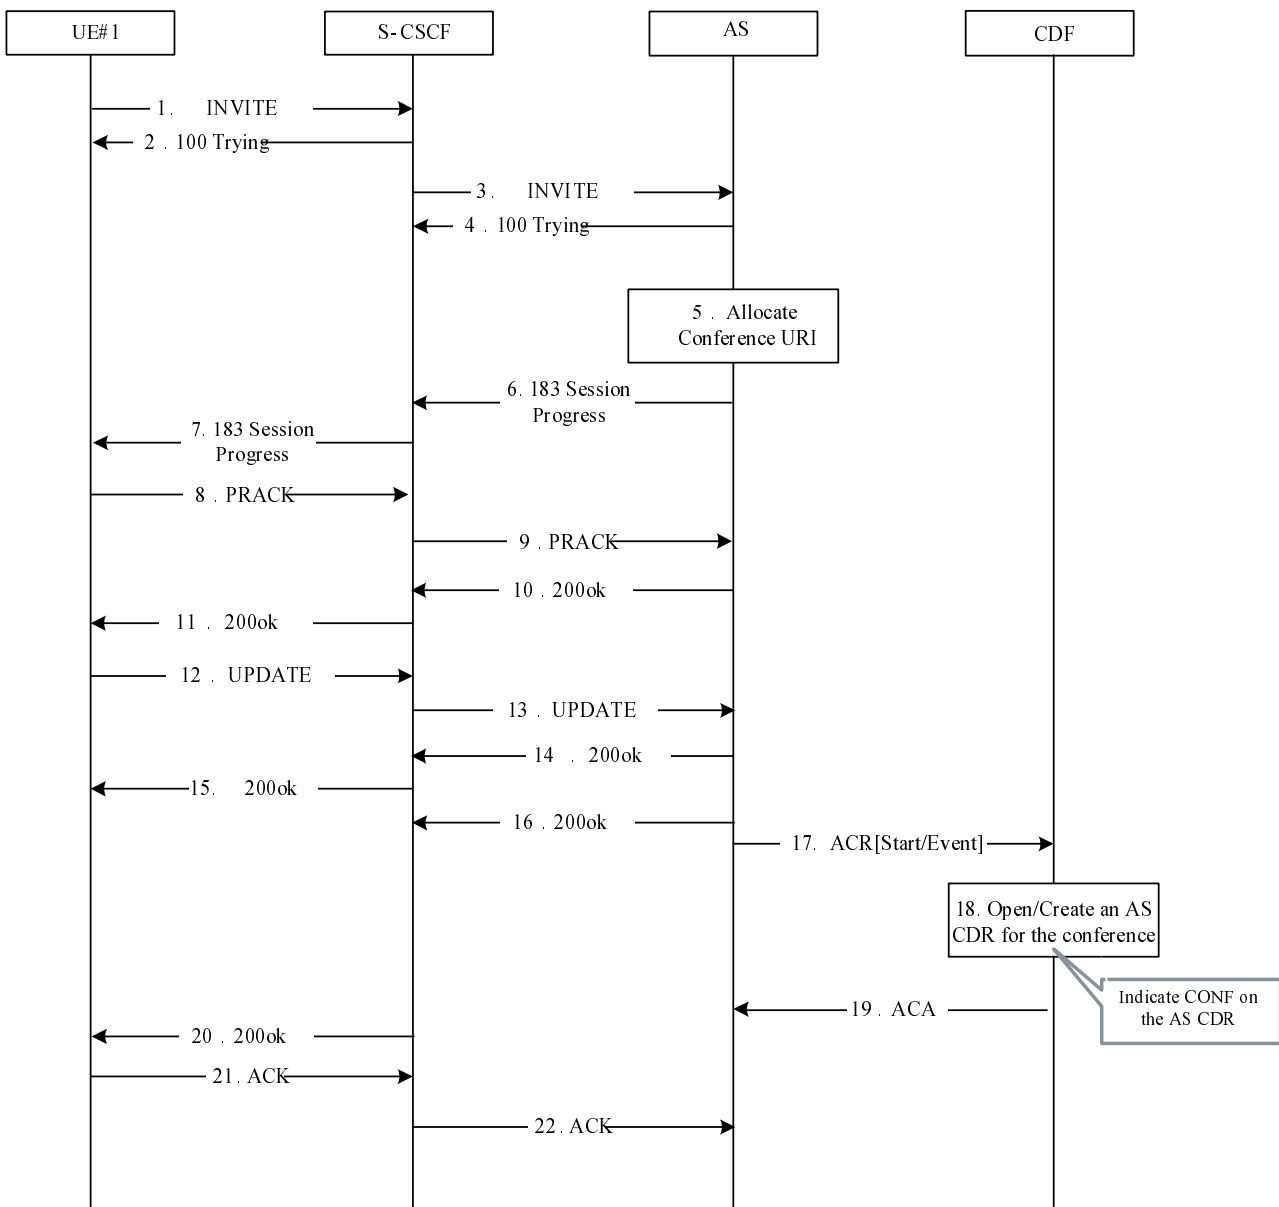 UE#1
S-CSCF
AS
CDF
1. INVITE
2 . 100 Trying
3. INVITE
4 . 100 Trying
5 . Allocate
Conference URI
6. 183 Session
Progress
7. 183 Session
Progress
8 . PRACK
9 . PRACK
10 . 200ok
11 . 200ok
12 . UPDATE
13 . UPDATE
14 . 200ok
15. 200ok
16 . 200ok
17. ACR[Start/Event]
18. Open/Create an AS
CDR for the conference
Indicate CONF on
the AS CDR
19 . ACA
20 . 200ok
21. ACK
22. ACK